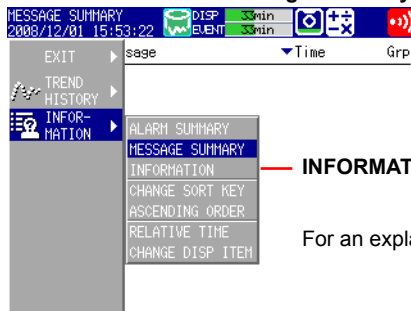 MESSAGE SUMMARY
2008/12/01 15:53:22
DISP 33min
EVENT 33min
sage ▼Time Grp
EXIT
TREND
HISTORY
INFOR-
MATION
ALARM SUMMARY
MESSAGE SUMMARY
INFORMATION
CHANGE SORT KEY
ASCENDING ORDER
RELATIVE TIME
CHANGE DISP ITEM
INFORMAT
For an expla